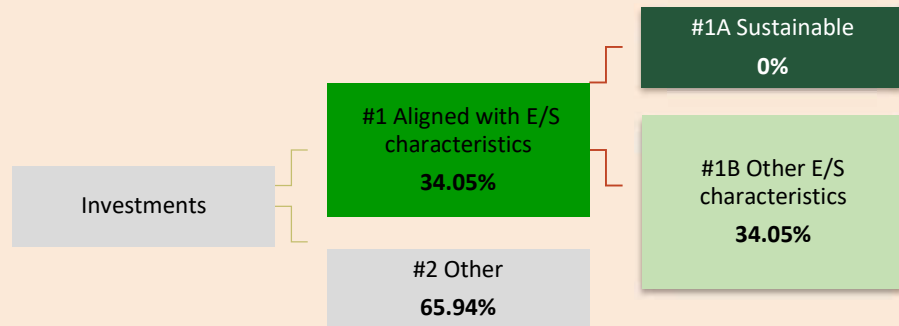 #1A Sustainable
0%
#1 Aligned with E/S
characteristics
34.05%
#1B Other E/S
characteristics
34.05%
Investments
#2 Other
65.94%